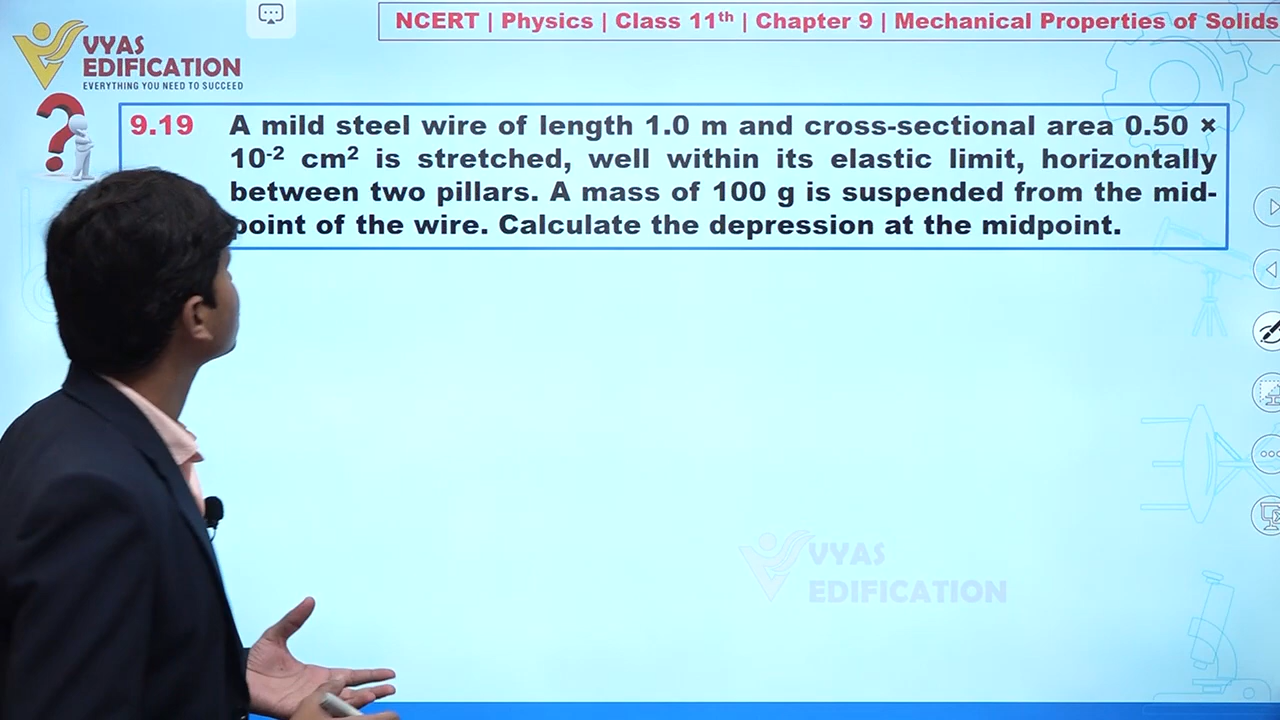 NCERT | Physics | Class 11th | Chapter 9 | Mechanical Properties of Solids
VYAS
EDIFICATION
EVERYTHING YOU NEED TO SUCCEED
9.19 A mild steel wire of length 1.0 m and cross-sectional area 0.50 ×
10-2 cm2 is stretched, well within its elastic limit, horizontally
between two pillars. A mass of 100 g is suspended from the mid-
point of the wire. Calculate the depression at the midpoint.
VYAS
EDIFICATION